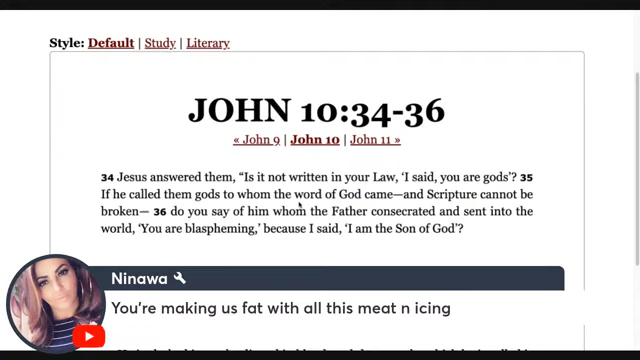 Style: Default | Study | Literary
JOHN 10:34-36
« John 9 | John 10 | John 11 »
34 Jesus answered them, “Is it not written in your Law, ‘I said, you are gods’? 35
If he called them gods to whom the word of God came—and Scripture cannot be
broken— 36 do you say of him whom the Father consecrated and sent into the
world, ‘You are blaspheming,’ because I said, ‘I am the Son of God’?
Ninawa
You're making us fat with all this meat n icing